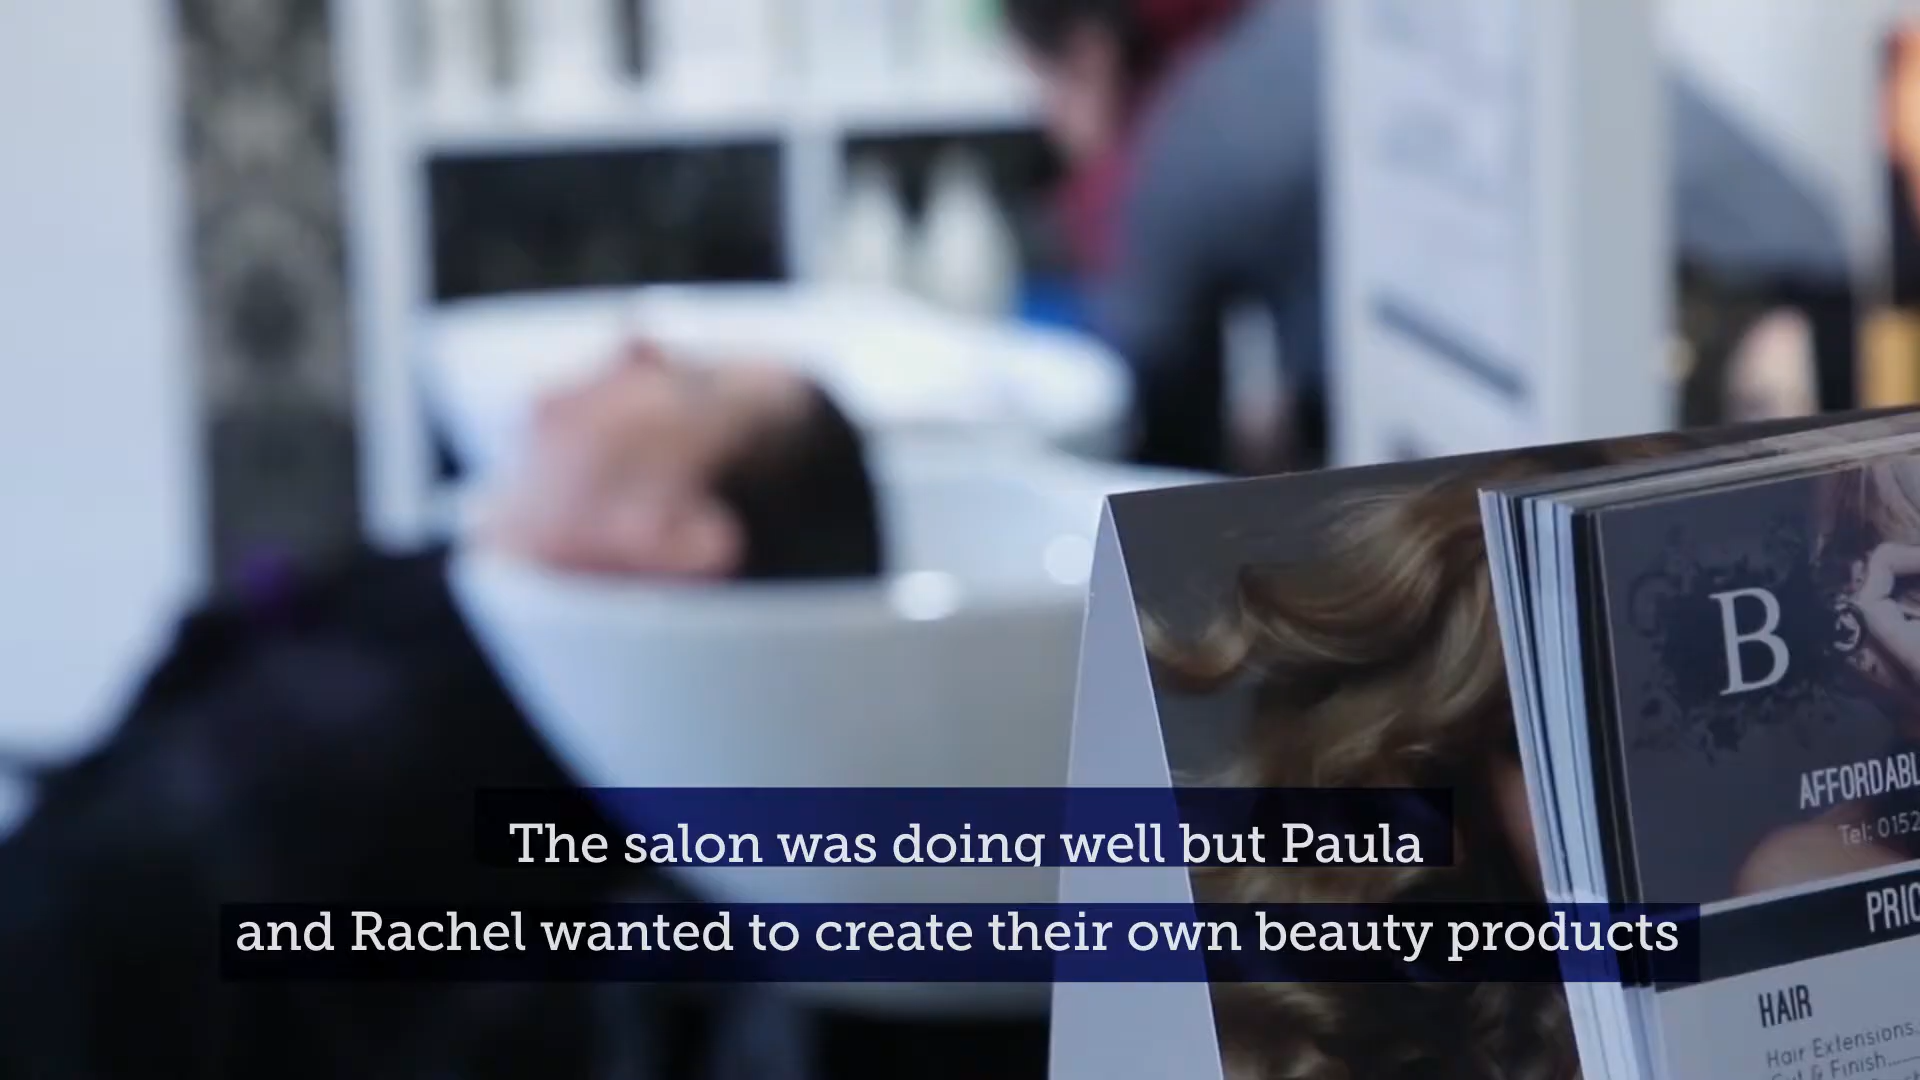 B
AFFORDABL
Tel: 0152
The salon was doing well but Paula
and Rachel wanted to create their own beauty products
PRIC
HAIR
Hair Extensions
& Finish